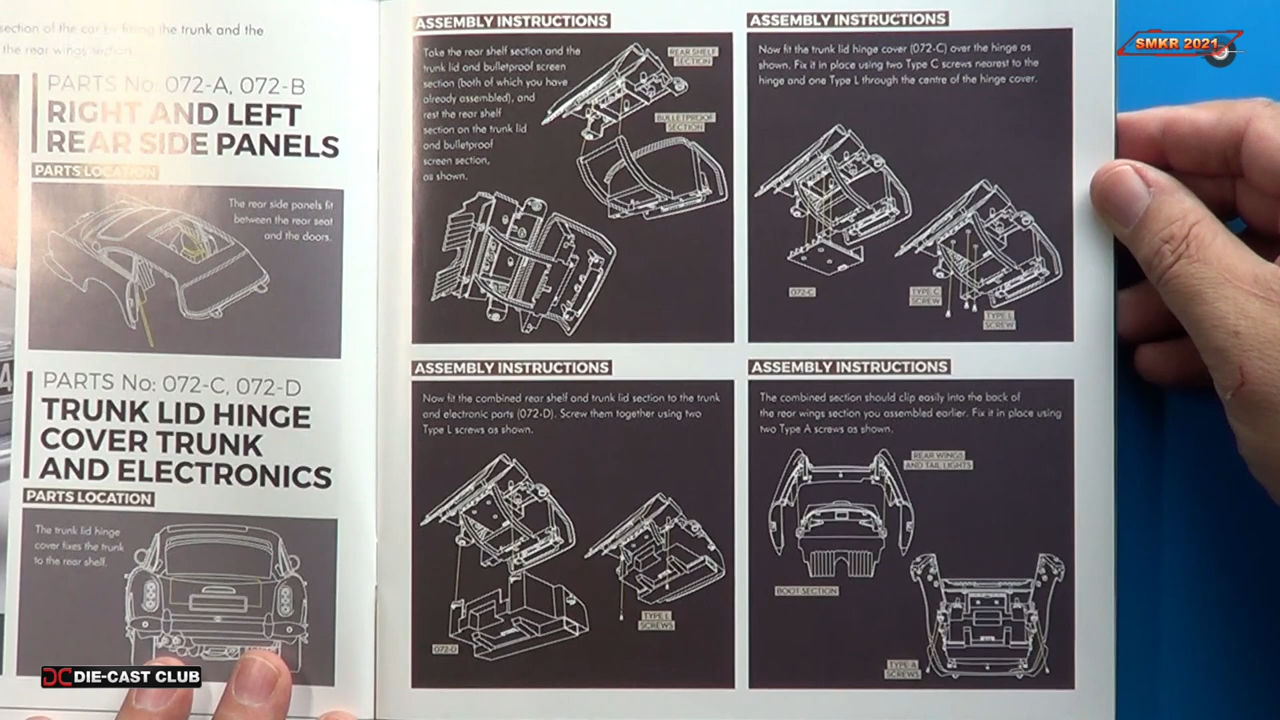 section of the car by fixing the trunk and the
the rear wings section.
PARTS No: 072-A, 072-B
RIGHT AND LEFT
REAR SIDE PANELS
PARTS LOCATION
The rear side panels fit
between the rear seat
and the doors.
PARTS No: 072-C, 072-D
TRUNK LID HINGE
COVER TRUNK
AND ELECTRONICS
PARTS LOCATION
The trunk lid hinge
cover fixes the trunk
to the rear shelf.
4
DC DIE-CAST CLUB
ASSEMBLY INSTRUCTIONS
Take the rear shelf section and the
trunk lid and bulletproof screen
section (both of which you have
already assembled), and
rest the rear shelf
section on the trunk lid
and bulletproof
screen section,
as shown.
REAR SHELF
SECTION
BULLETPROOF
SECTION
ASSEMBLY INSTRUCTIONS
Now fit the trunk lid hinge cover (072-C) over the hinge as
shown. Fix it in place using two Type C screws nearest to the
hinge and one Type L through the centre of the hinge cover.
072-C
TYPE C
SCREW
TYPE L
SCREW
ASSEMBLY INSTRUCTIONS
Now fit the combined rear shelf and trunk lid section to the trunk
and electronic parts (072-D). Screw them together using two
Type L screws as shown.
072-D
TYPE L
SCREWS
ASSEMBLY INSTRUCTIONS
The combined section should clip easily into the back of
the rear wings section you assembled earlier. Fix it in place using
two Type A screws as shown.
REAR WINGS
AND TAIL LIGHTS
BOOT SECTION
TYPE A
SCREWS
SMKR 2021